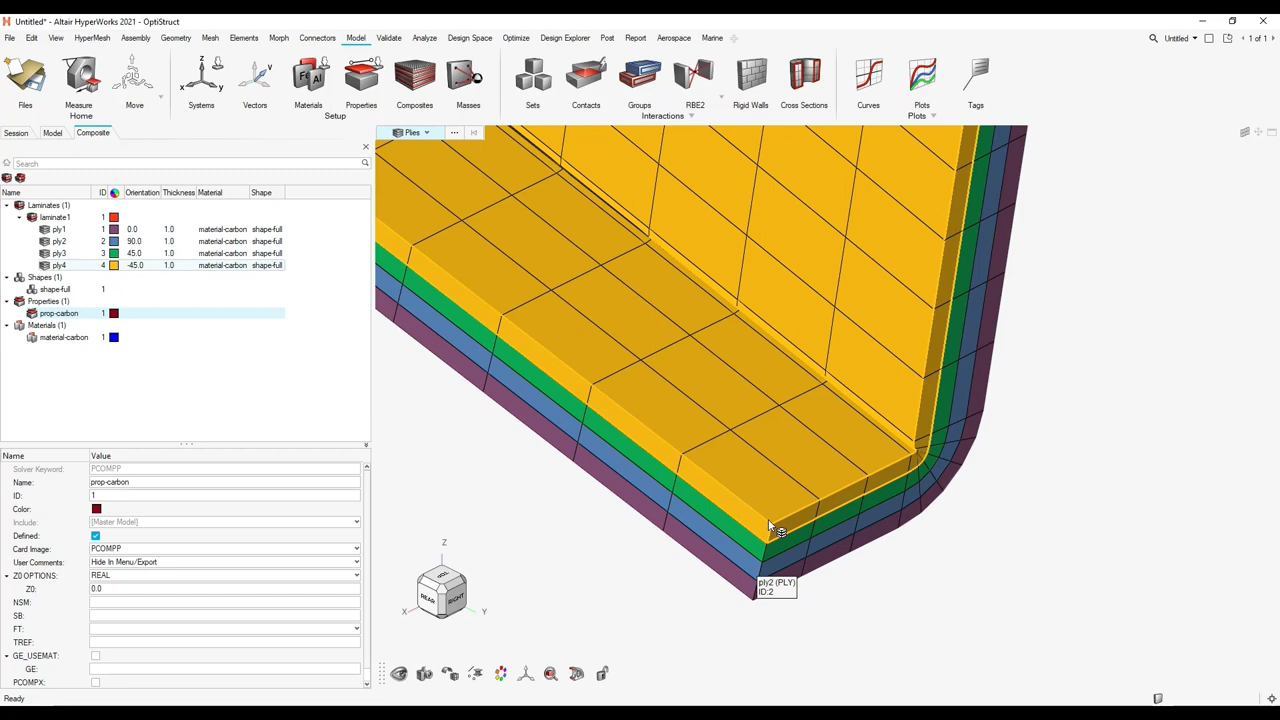 Untitled* - Altair HyperWorks 2021 - OptiStruct
File Edit View HyperMesh Assembly Geometry Mesh Elements Morph Connectors Model Validate Analyze Design Space Optimize Design Explorer Post Report Aerospace Marine Untitled 1 of 1
Files Measure Move Systems Vectors Materials Properties Composites Masses Sets Contacts Groups RBE2 Rigid Walls Cross Sections Curves Plots Tags
Home Setup Interactions Plots
Session Model Composite Plies
Search
Name ID Orientation Thickness Material Shape
Laminates (1)
laminate1 1
ply1 1 0.0 1.0 material-carbon shape-full
ply2 2 90.0 1.0 material-carbon shape-full
ply3 3 45.0 1.0 material-carbon shape-full
ply4 4 -45.0 1.0 material-carbon shape-full
Shapes (1)
shape-full 1
Properties (1)
prop-carbon 1
Materials (1)
material-carbon 1
Name Value
Solver Keyword: PCOMPP
Name: prop-carbon
ID: 1
Color:
Include: [Master Model]
Defined:
Card Image: PCOMPP
User Comments: Hide In Menu/Export
Z0 OPTIONS: REAL
Z0: 0.0
NSM:
SB:
FT:
TREF:
GE_USEMAT:
GE:
PCOMPX:
ply2 (PLY)
ID:2
Z
TOP
REAR RIGHT
X Y
Ready